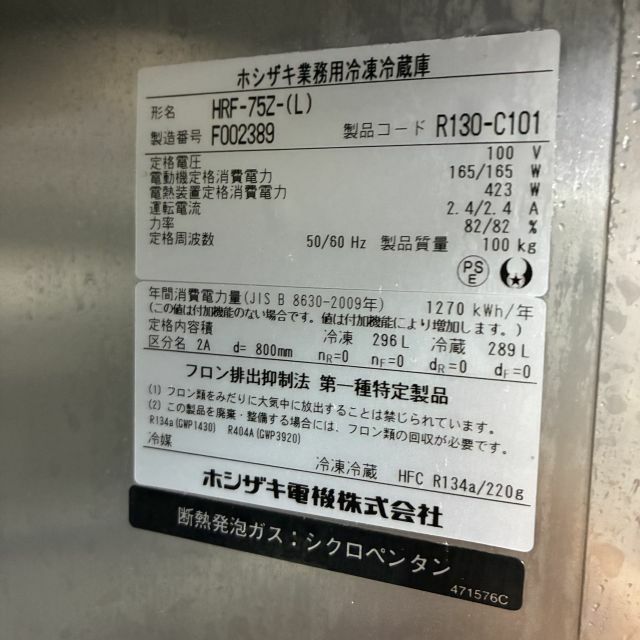 ホシザキ業務用冷凍冷蔵庫
形名 HRF-75Z-(L)
製造番号 F002389 製品コード R130-C101
定格電圧 100 V
電動機定格消費電力 165/165 W
電熱装置定格消費電力 423 W
運転電流 2.4/2.4 A
力率 82/82 %
定格周波数 50/60 Hz 製品質量 100 kg
PSE
年間消費電力量(JIS B 8630-2009年) 1270 kWh/年
(この値は付加機能のない場合です。値は付加機能により増加します。)
定格内容積 冷凍 296 L 冷蔵 289 L
区分名 2A d= 800mm nR=0 nF=0 dR=0 dF=0
フロン排出抑制法 第一種特定製品
(1) フロン類をみだりに大気中に放出することは禁じられています。
(2) この製品を廃棄・整備する場合には、フロン類の回収が必要です。
R134a(GWP1430) R404A(GWP3920)
冷媒 冷凍冷蔵 HFC R134a/220g
ホシザキ電機株式会社
断熱発泡ガス：シクロペンタン
471576C